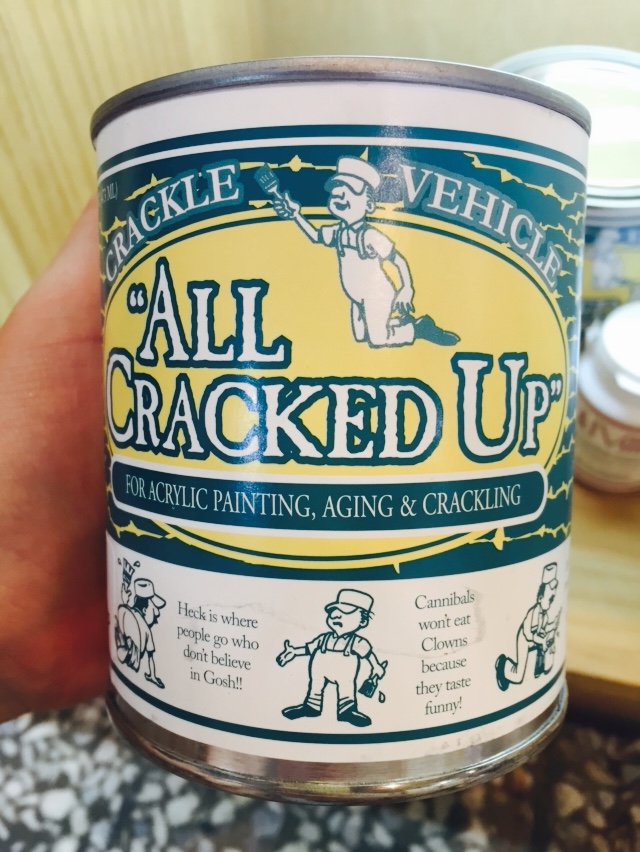 CRACKLE VEHICLE
"ALL
CRACKED UP"
FOR ACRYLIC PAINTING, AGING & CRACKLING
Heck is where
people go who
don't believe
in Gosh!!
Cannibals
won't eat
Clowns
because
they taste
funny!